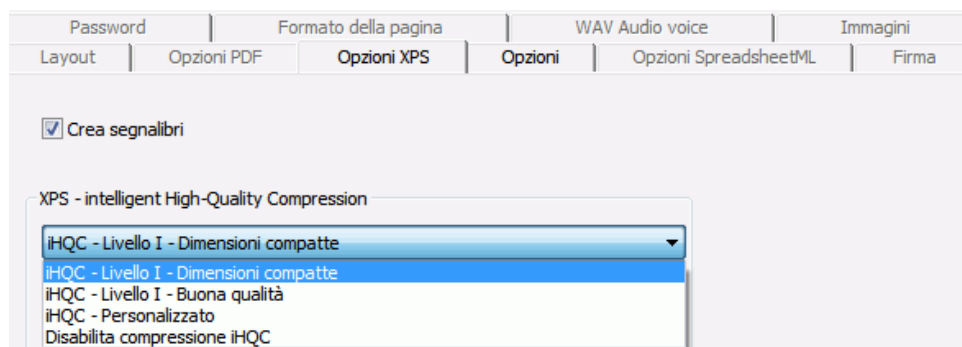 Password Formato della pagina WAV Audio voice Immagini
Layout Opzioni PDF Opzioni XPS Opzioni Opzioni SpreadsheetML Firma
Crea segnalibri
XPS - intelligent High-Quality Compression
iHQC - Livello I - Dimensioni compatte
iHQC - Livello I - Dimensioni compatte
iHQC - Livello I - Buona qualità
iHQC - Personalizzato
Disabilita compressione iHQC